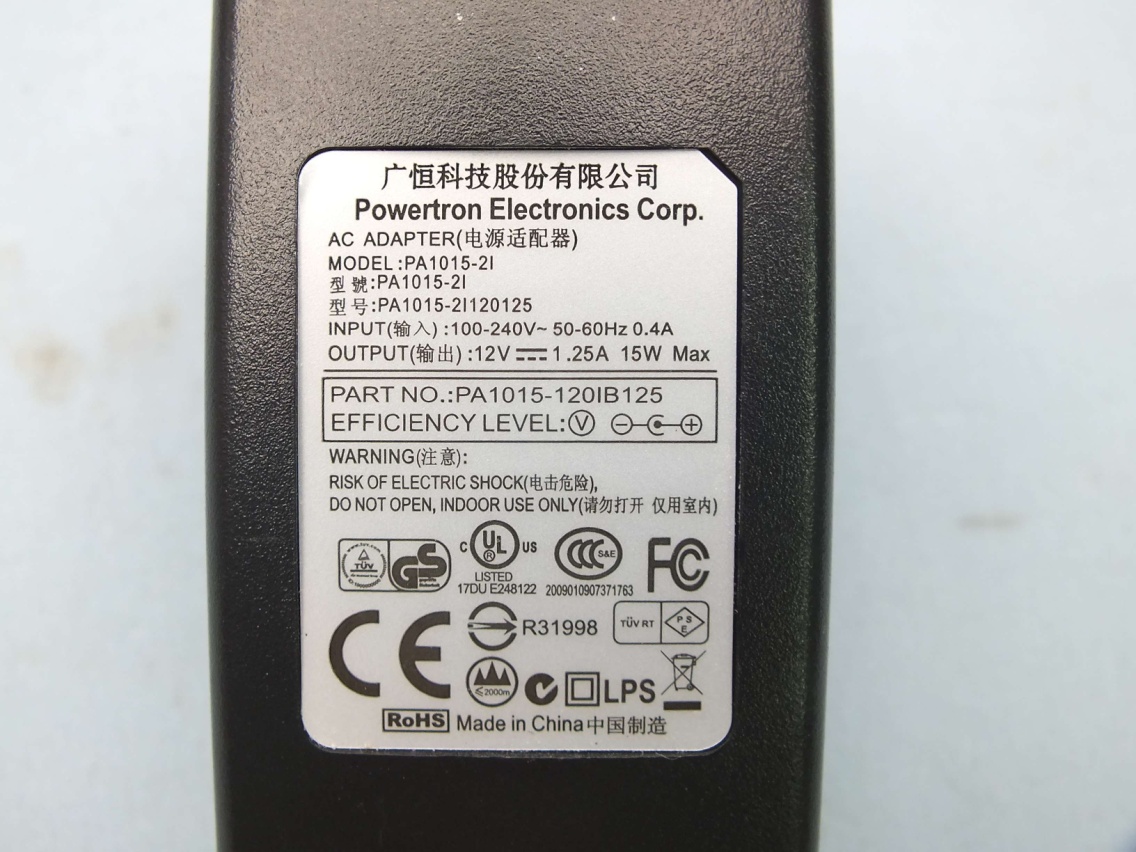 广恒科技股份有限公司
Powertron Electronics Corp.
AC ADAPTER(电源适配器)
MODEL:PA1015-2I
型號:PA1015-2I
型号:PA1015-2I120125
INPUT(输入):100-240V~ 50-60Hz 0.4A
OUTPUT(输出):12V⎓1.25A 15W Max
PART NO.:PA1015-120IB125
EFFICIENCY LEVEL:Ⓥ
WARNING(注意):
RISK OF ELECTRIC SHOCK(电击危险),
DO NOT OPEN, INDOOR USE ONLY(请勿打开 仅用室内)
TÜV GS C UL ® US CCC S&E FC
LISTED
17DU E248122 2009010907371763
CE R31998 TÜV RT PSE
≤2000m LPS
RoHS Made in China中国制造